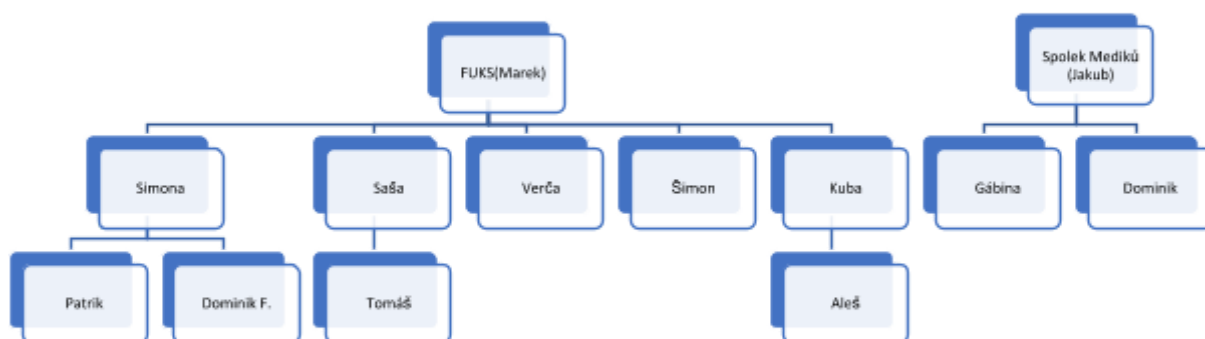 FUKS(Marek)
Spolek Mediků
(Jakub)
Simona
Saša
Verča
Šimon
Kuba
Gábina
Dominik
Patrik
Dominik F.
Tomáš
Aleš